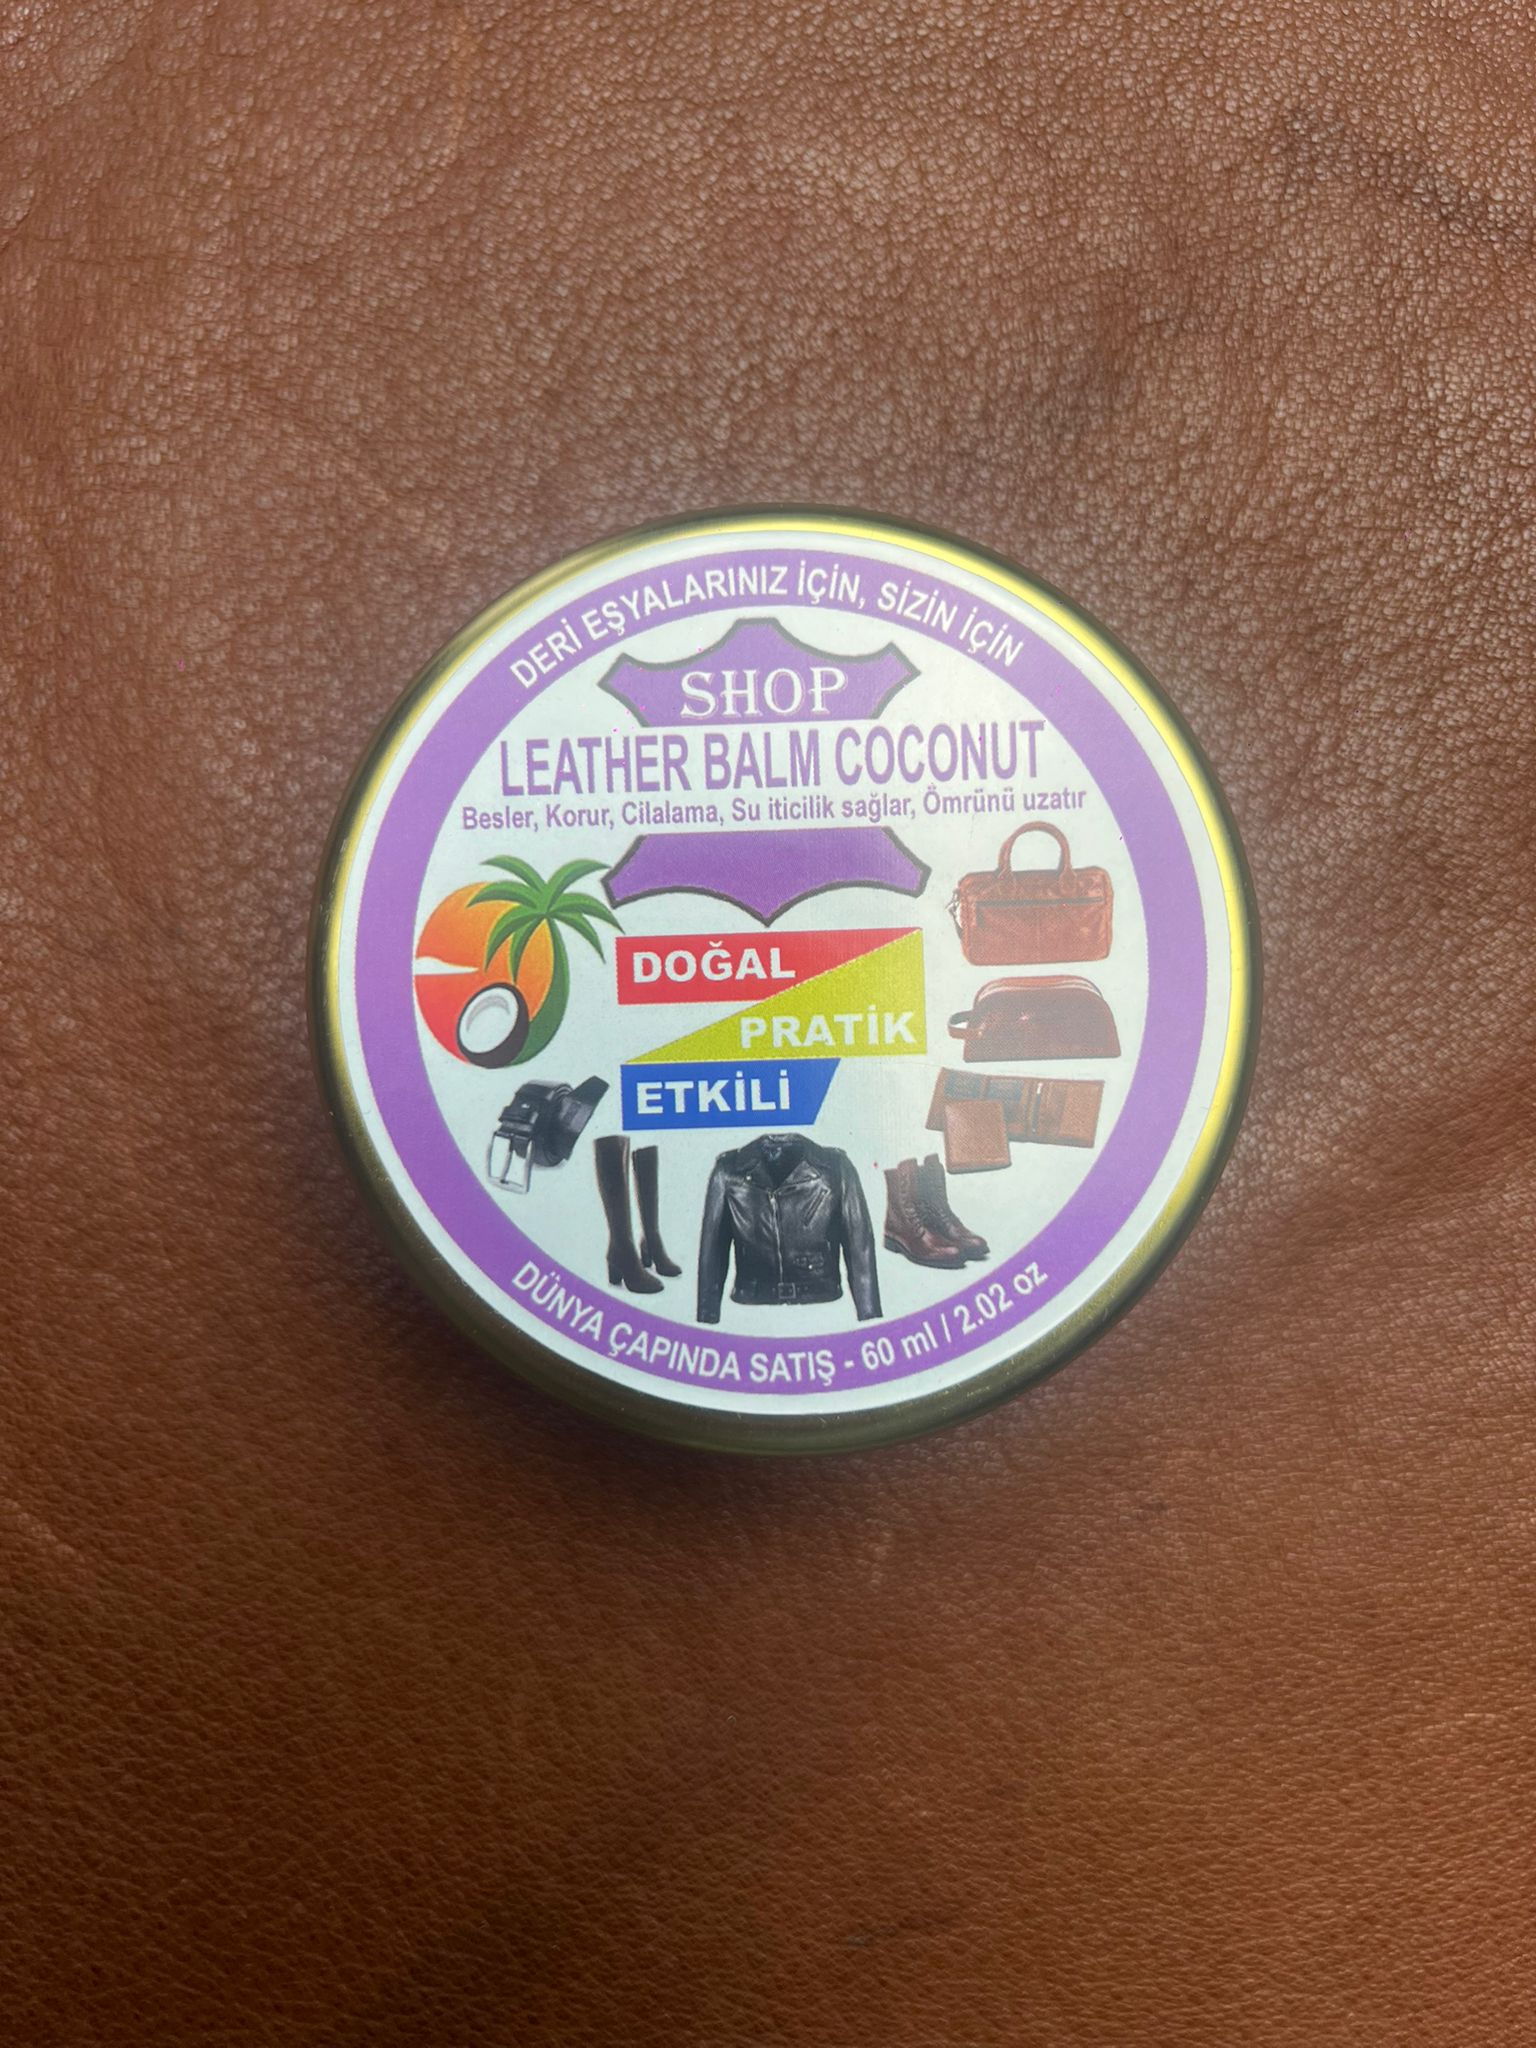 DERİ EŞYALARINIZ İÇİN, SİZİN İÇİN
SHOP
LEATHER BALM COCONUT
Besler, Korur, Cilalama, Su iticilik sağlar, Ömrünü uzatır
DOĞAL
PRATİK
ETKİLİ
DÜNYA ÇAPINDA SATIŞ - 60 ml / 2.02 oz